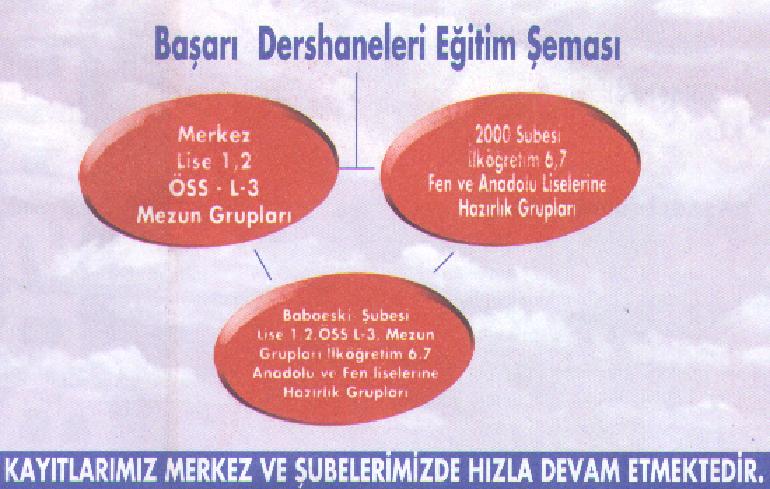 Başarı Dershaneleri Eğitim Şeması
Merkez
Lise 1,2
ÖSS - L-3
Mezun Grupları
2000 Şubesi
İlköğretim 6,7
Fen ve Anadolu Liselerine
Hazırlık Grupları
Babaeski Şubesi
Lise 1.2.ÖSS L-3. Mezun
Grupları İlköğretim 6.7
Anadolu ve Fen liselerine
Hazırlık Grupları
KAYITLARIMIZ MERKEZ VE ŞUBELERİMİZDE HIZLA DEVAM ETMEKTEDİR.